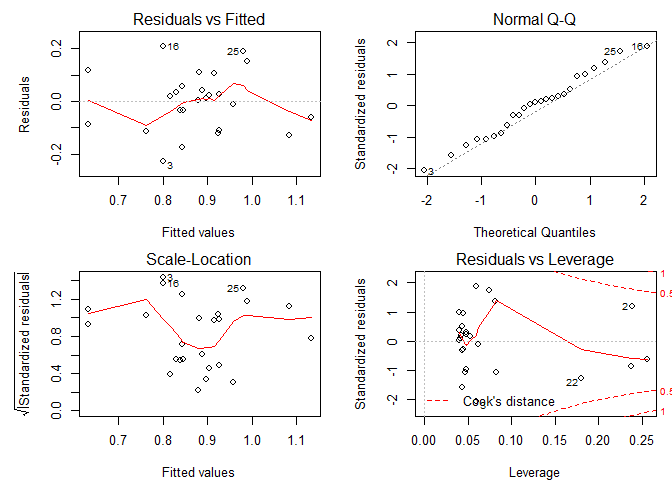 Residuals vs Fitted
Residuals
-0.2 0.0 0.2
16
25
3
0.7 0.8 0.9 1.0 1.1
Fitted values
Normal Q-Q
Standardized residuals
-2 -1 0 1 2
25
16
3
-2 -1 0 1 2
Theoretical Quantiles
Scale-Location
√|Standardized residuals|
0.0 0.4 0.8 1.2
3
16
25
0.7 0.8 0.9 1.0 1.1
Fitted values
Residuals vs Leverage
Standardized residuals
-2 -1 0 1 2
1
0.5
238
22
3
0.5
1
Cook's distance
0.00 0.05 0.10 0.15 0.20 0.25
Leverage